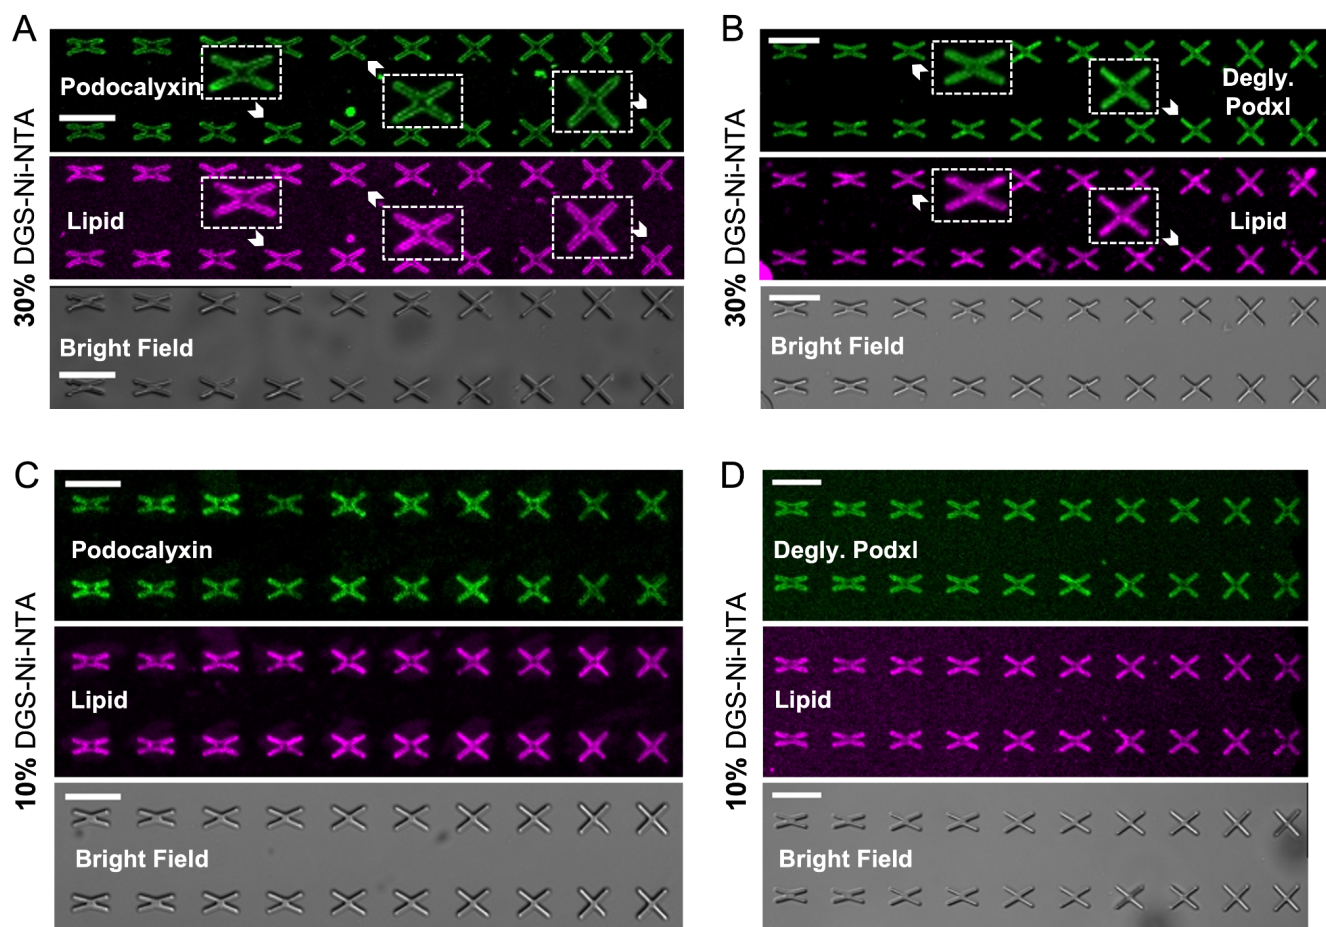 A
Podocalyxin
Lipid
Bright Field
30% DGS-Ni-NTA
B
Degly.
Podxl
Lipid
Bright Field
30% DGS-Ni-NTA
C
Podocalyxin
Lipid
Bright Field
10% DGS-Ni-NTA
D
Degly. Podxl
Lipid
Bright Field
10% DGS-Ni-NTA